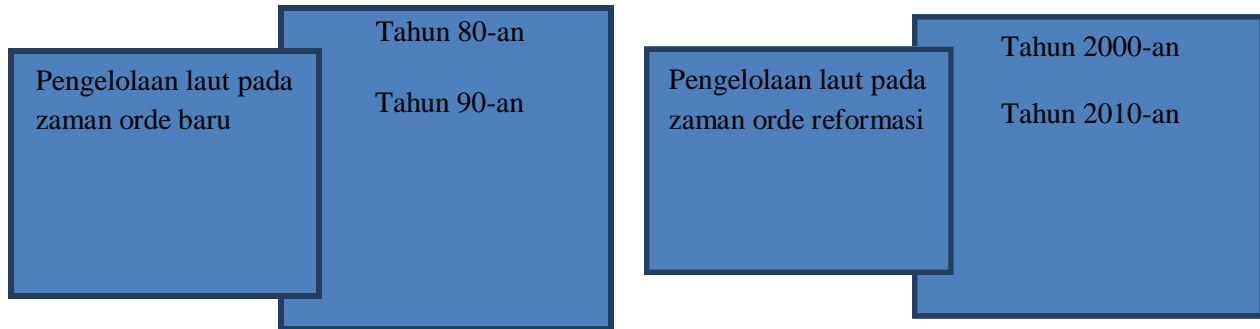 Pengelolaan laut pada
zaman orde baru
Tahun 80-an
Tahun 90-an
Pengelolaan laut pada
zaman orde reformasi
Tahun 2000-an
Tahun 2010-an